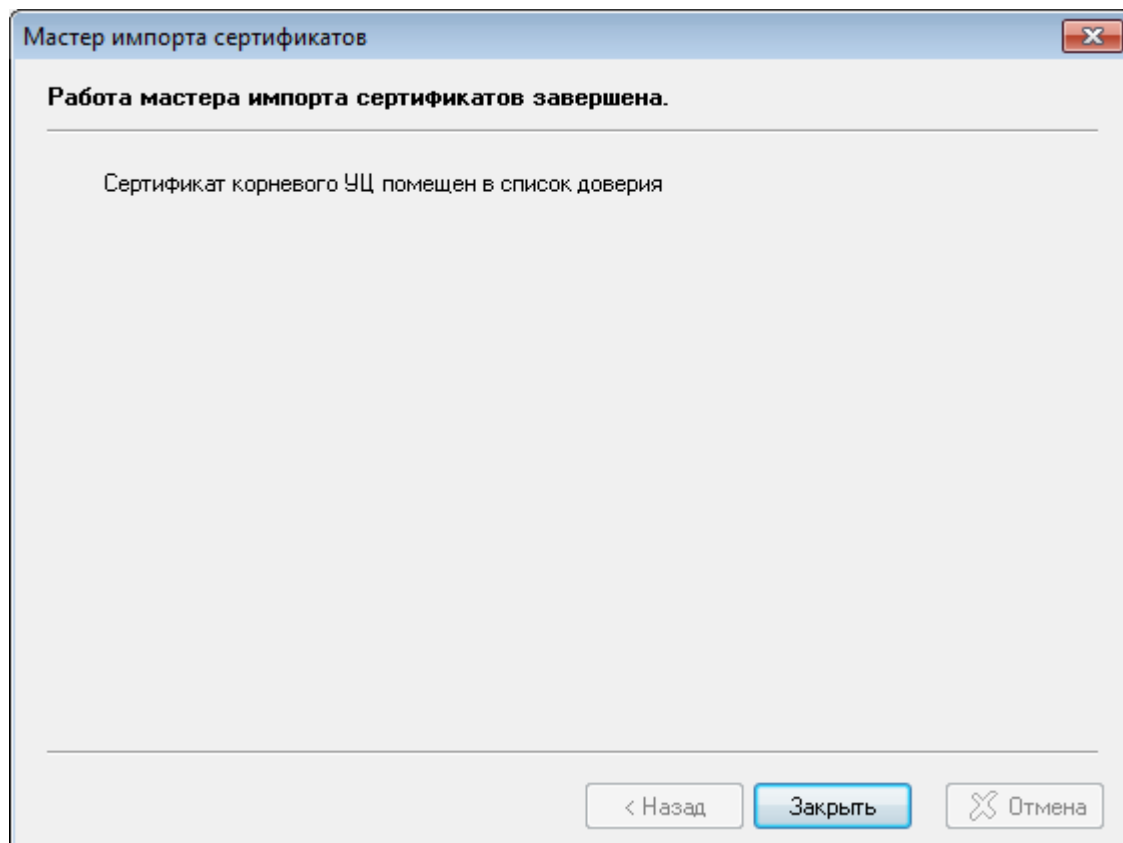 Мастер импорта сертификатов
Работа мастера импорта сертификатов завершена.
Сертификат корневого УЦ помещен в список доверия
< Назад
Закрыть
Отмена